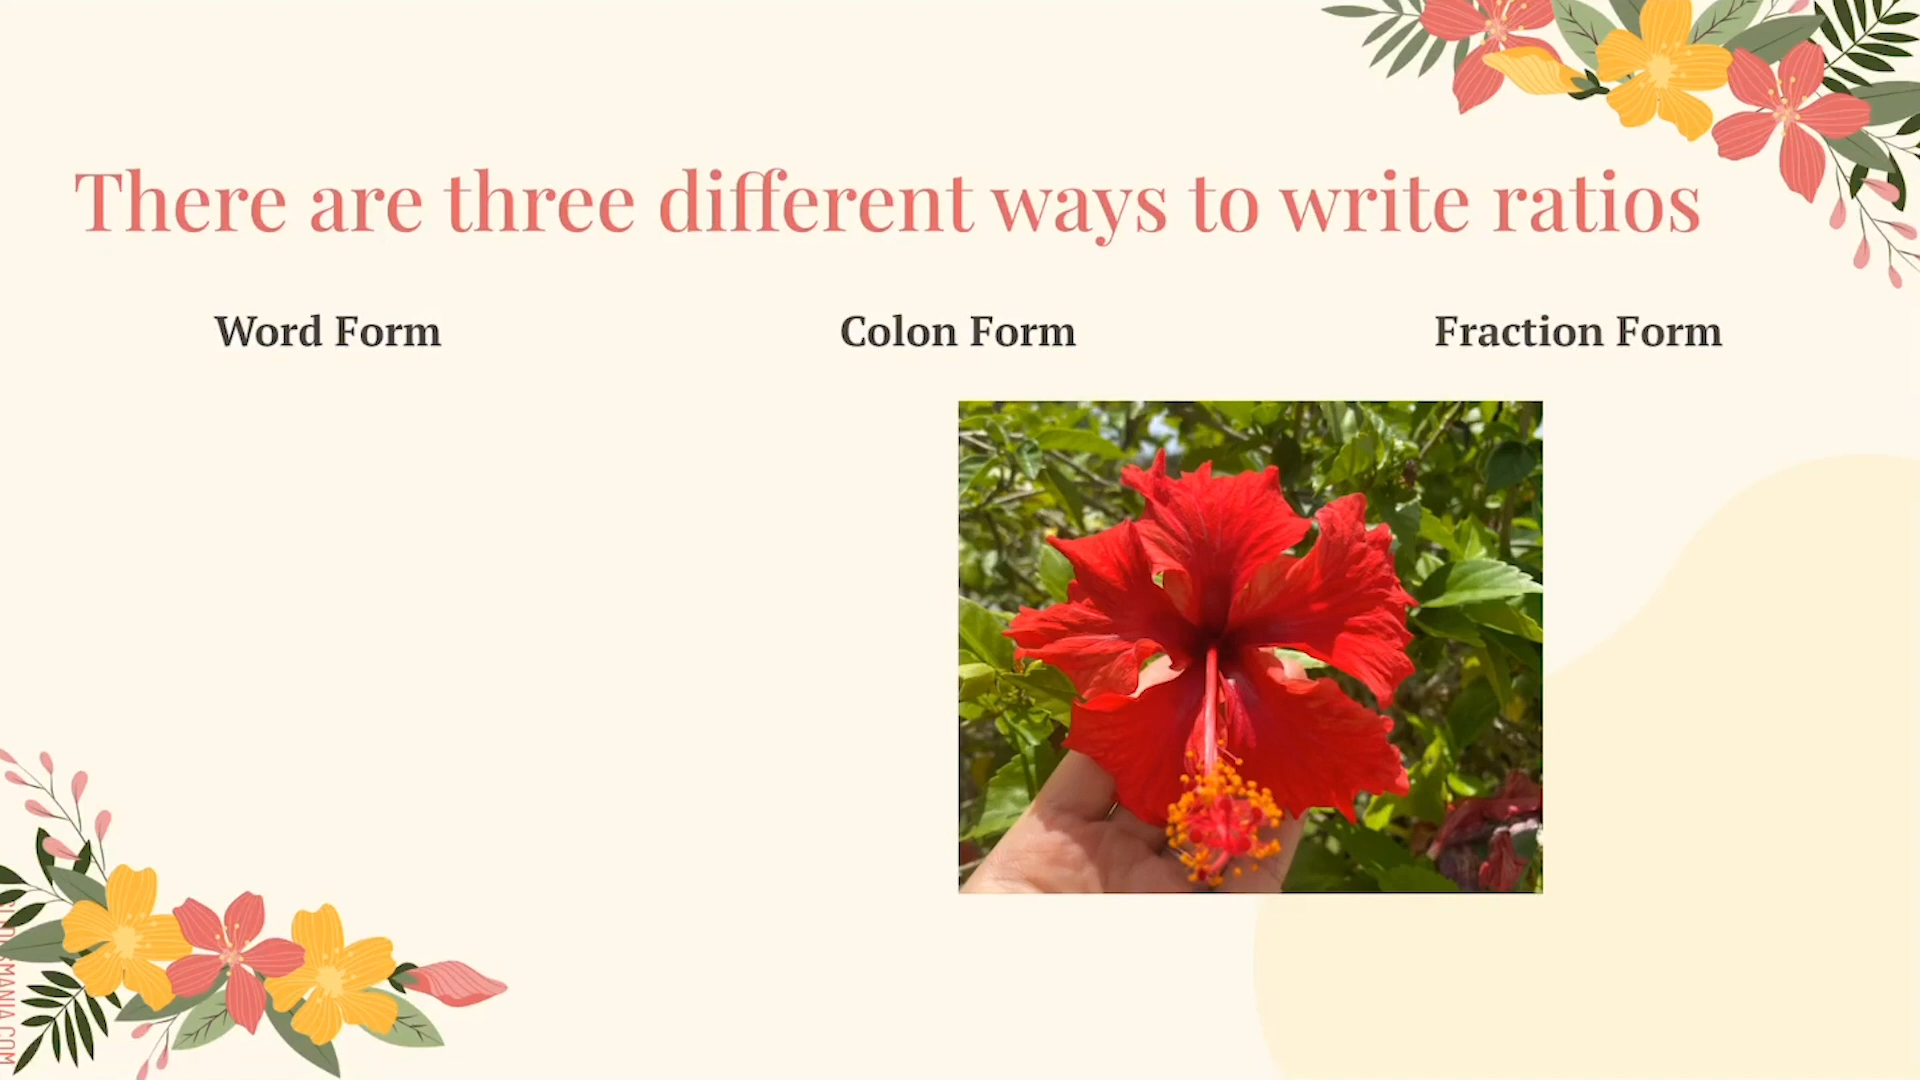 There are three different ways to write ratios
Word Form
Colon Form
Fraction Form